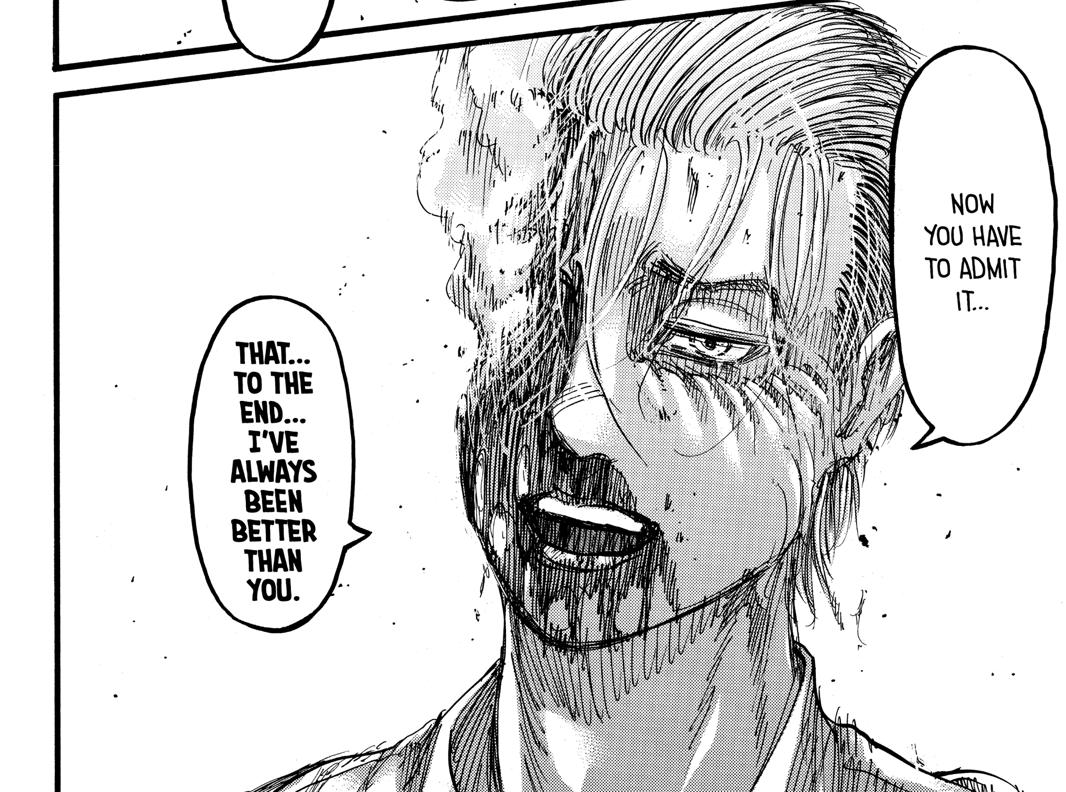 NOW
YOU HAVE
TO ADMIT
IT...
THAT...
TO THE
END...
I'VE
ALWAYS
BEEN
BETTER
THAN
YOU.